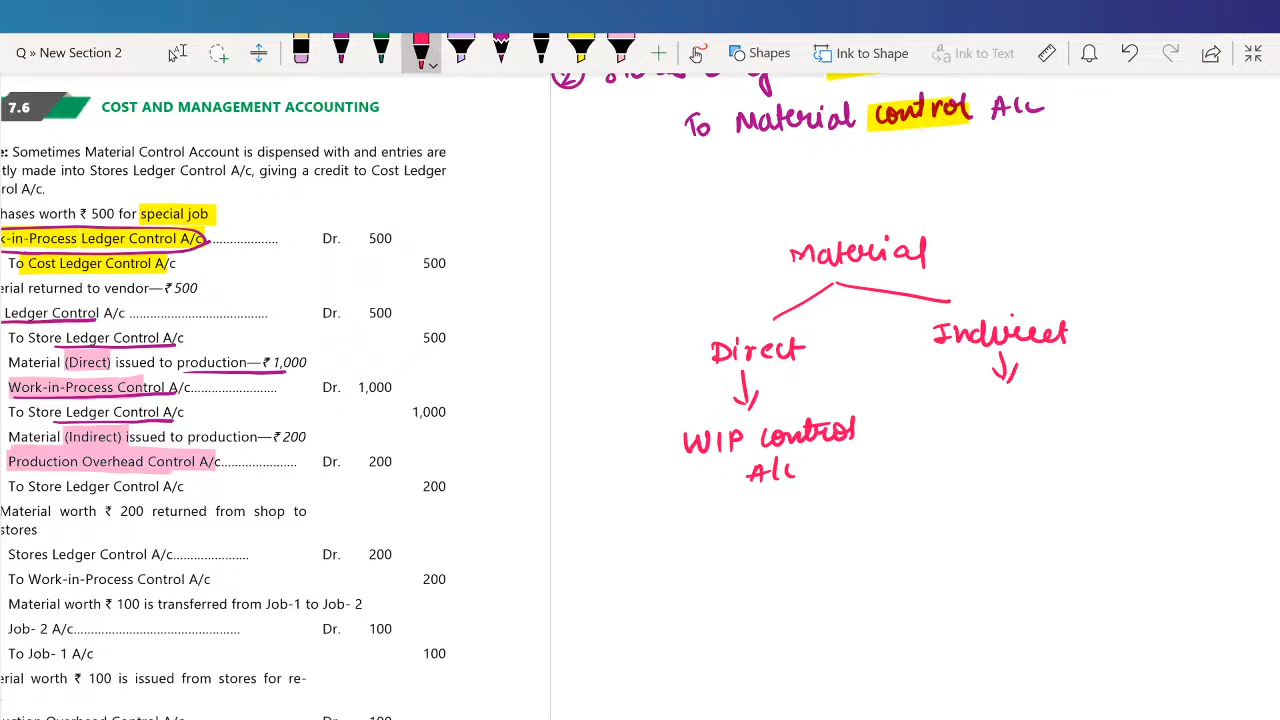 Q » New Section 2
Shapes
Ink to Shape
Ink to Text
7.6 COST AND MANAGEMENT ACCOUNTING
e: Sometimes Material Control Account is dispensed with and entries are
tly made into Stores Ledger Control A/c, giving a credit to Cost Ledger
rol A/c.
hases worth ₹ 500 for special job
k-in-Process Ledger Control A/c .................... Dr. 500
To Cost Ledger Control A/c 500
erial returned to vendor—₹ 500
Ledger Control A/c ........................................... Dr. 500
To Store Ledger Control A/c 500
Material (Direct) issued to production—₹ 1,000
Work-in-Process Control A/c.......................... Dr. 1,000
To Store Ledger Control A/c 1,000
Material (Indirect) issued to production—₹ 200
Production Overhead Control A/c....................... Dr. 200
To Store Ledger Control A/c 200
Material worth ₹ 200 returned from shop to
stores
Stores Ledger Control A/c....................... Dr. 200
To Work-in-Process Control A/c 200
Material worth ₹ 100 is transferred from Job-1 to Job- 2
Job- 2 A/c................................................... Dr. 100
To Job- 1 A/c 100
erial worth ₹ 100 is issued from stores for re-
To Material control A/c
Material
Direct
Indirect
WIP control
A/c